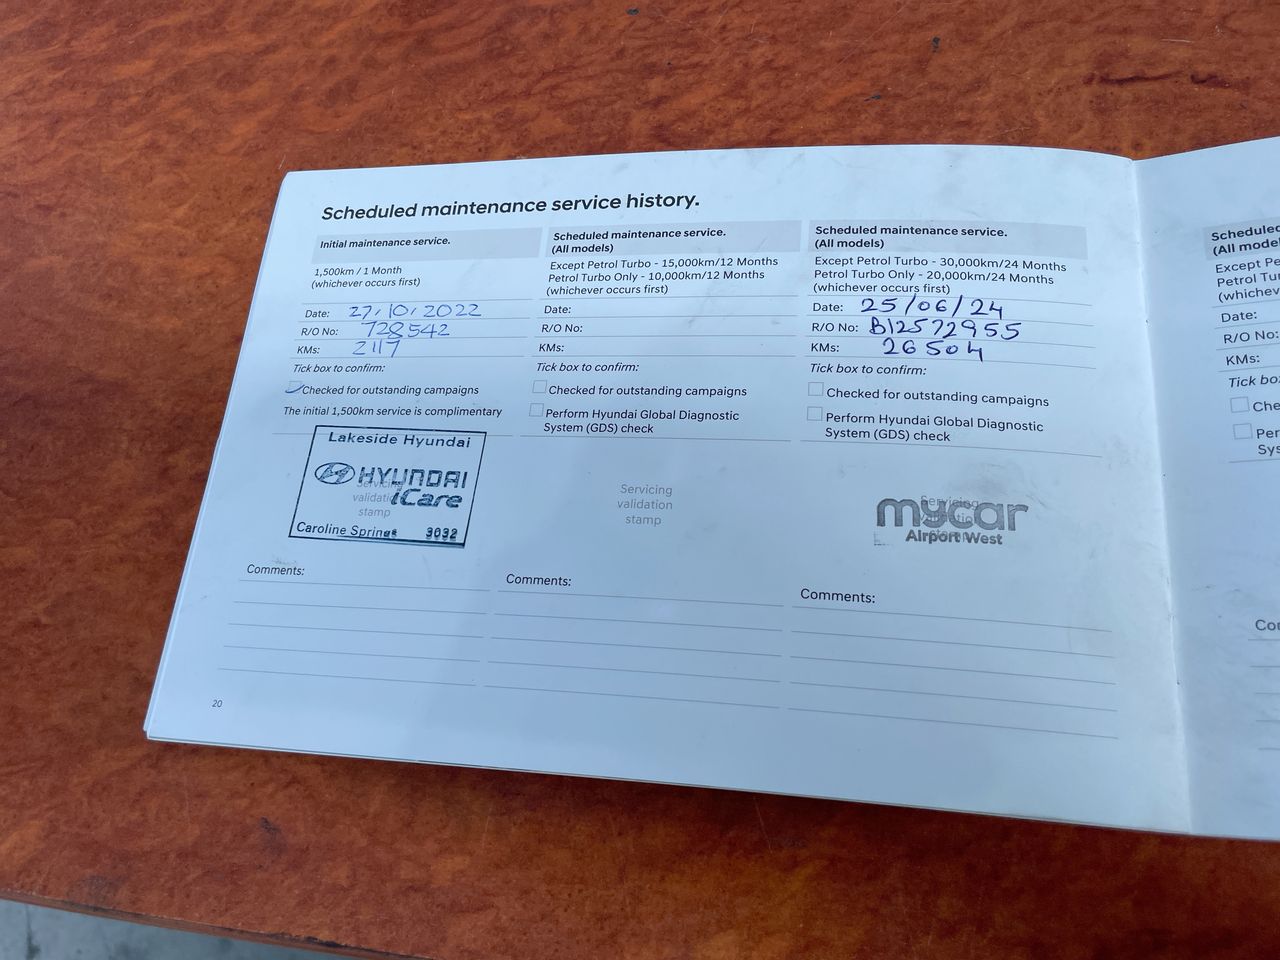 Scheduled maintenance service history.
Initial maintenance service.
1,500km / 1 Month
(whichever occurs first)
Date: 27.10.2022
R/O No: 728542
KMs: 2117
Tick box to confirm:
Checked for outstanding campaigns
The initial 1,500km service is complimentary
Lakeside Hyundai
HYUNDAI
iCare
Servicing
validation
stamp
Caroline Springs 3032
Comments:
Scheduled maintenance service.
(All models)
Except Petrol Turbo - 15,000km/12 Months
Petrol Turbo Only - 10,000km/12 Months
(whichever occurs first)
Date:
R/O No:
KMs:
Tick box to confirm:
Checked for outstanding campaigns
Perform Hyundai Global Diagnostic
System (GDS) check
Servicing
validation
stamp
Comments:
Scheduled maintenance service.
(All models)
Except Petrol Turbo - 30,000km/24 Months
Petrol Turbo Only - 20,000km/24 Months
(whichever occurs first)
Date: 25/06/24
R/O No: B12572955
KMs: 26504
Tick box to confirm:
Checked for outstanding campaigns
Perform Hyundai Global Diagnostic
System (GDS) check
Servicing
mycar
Airport West
Comments:
20
Scheduled
(All mode
Except Pe
Petrol Tu
(whichev
Date:
R/O No:
KMs:
Tick box
Che
Per
Sys
Co